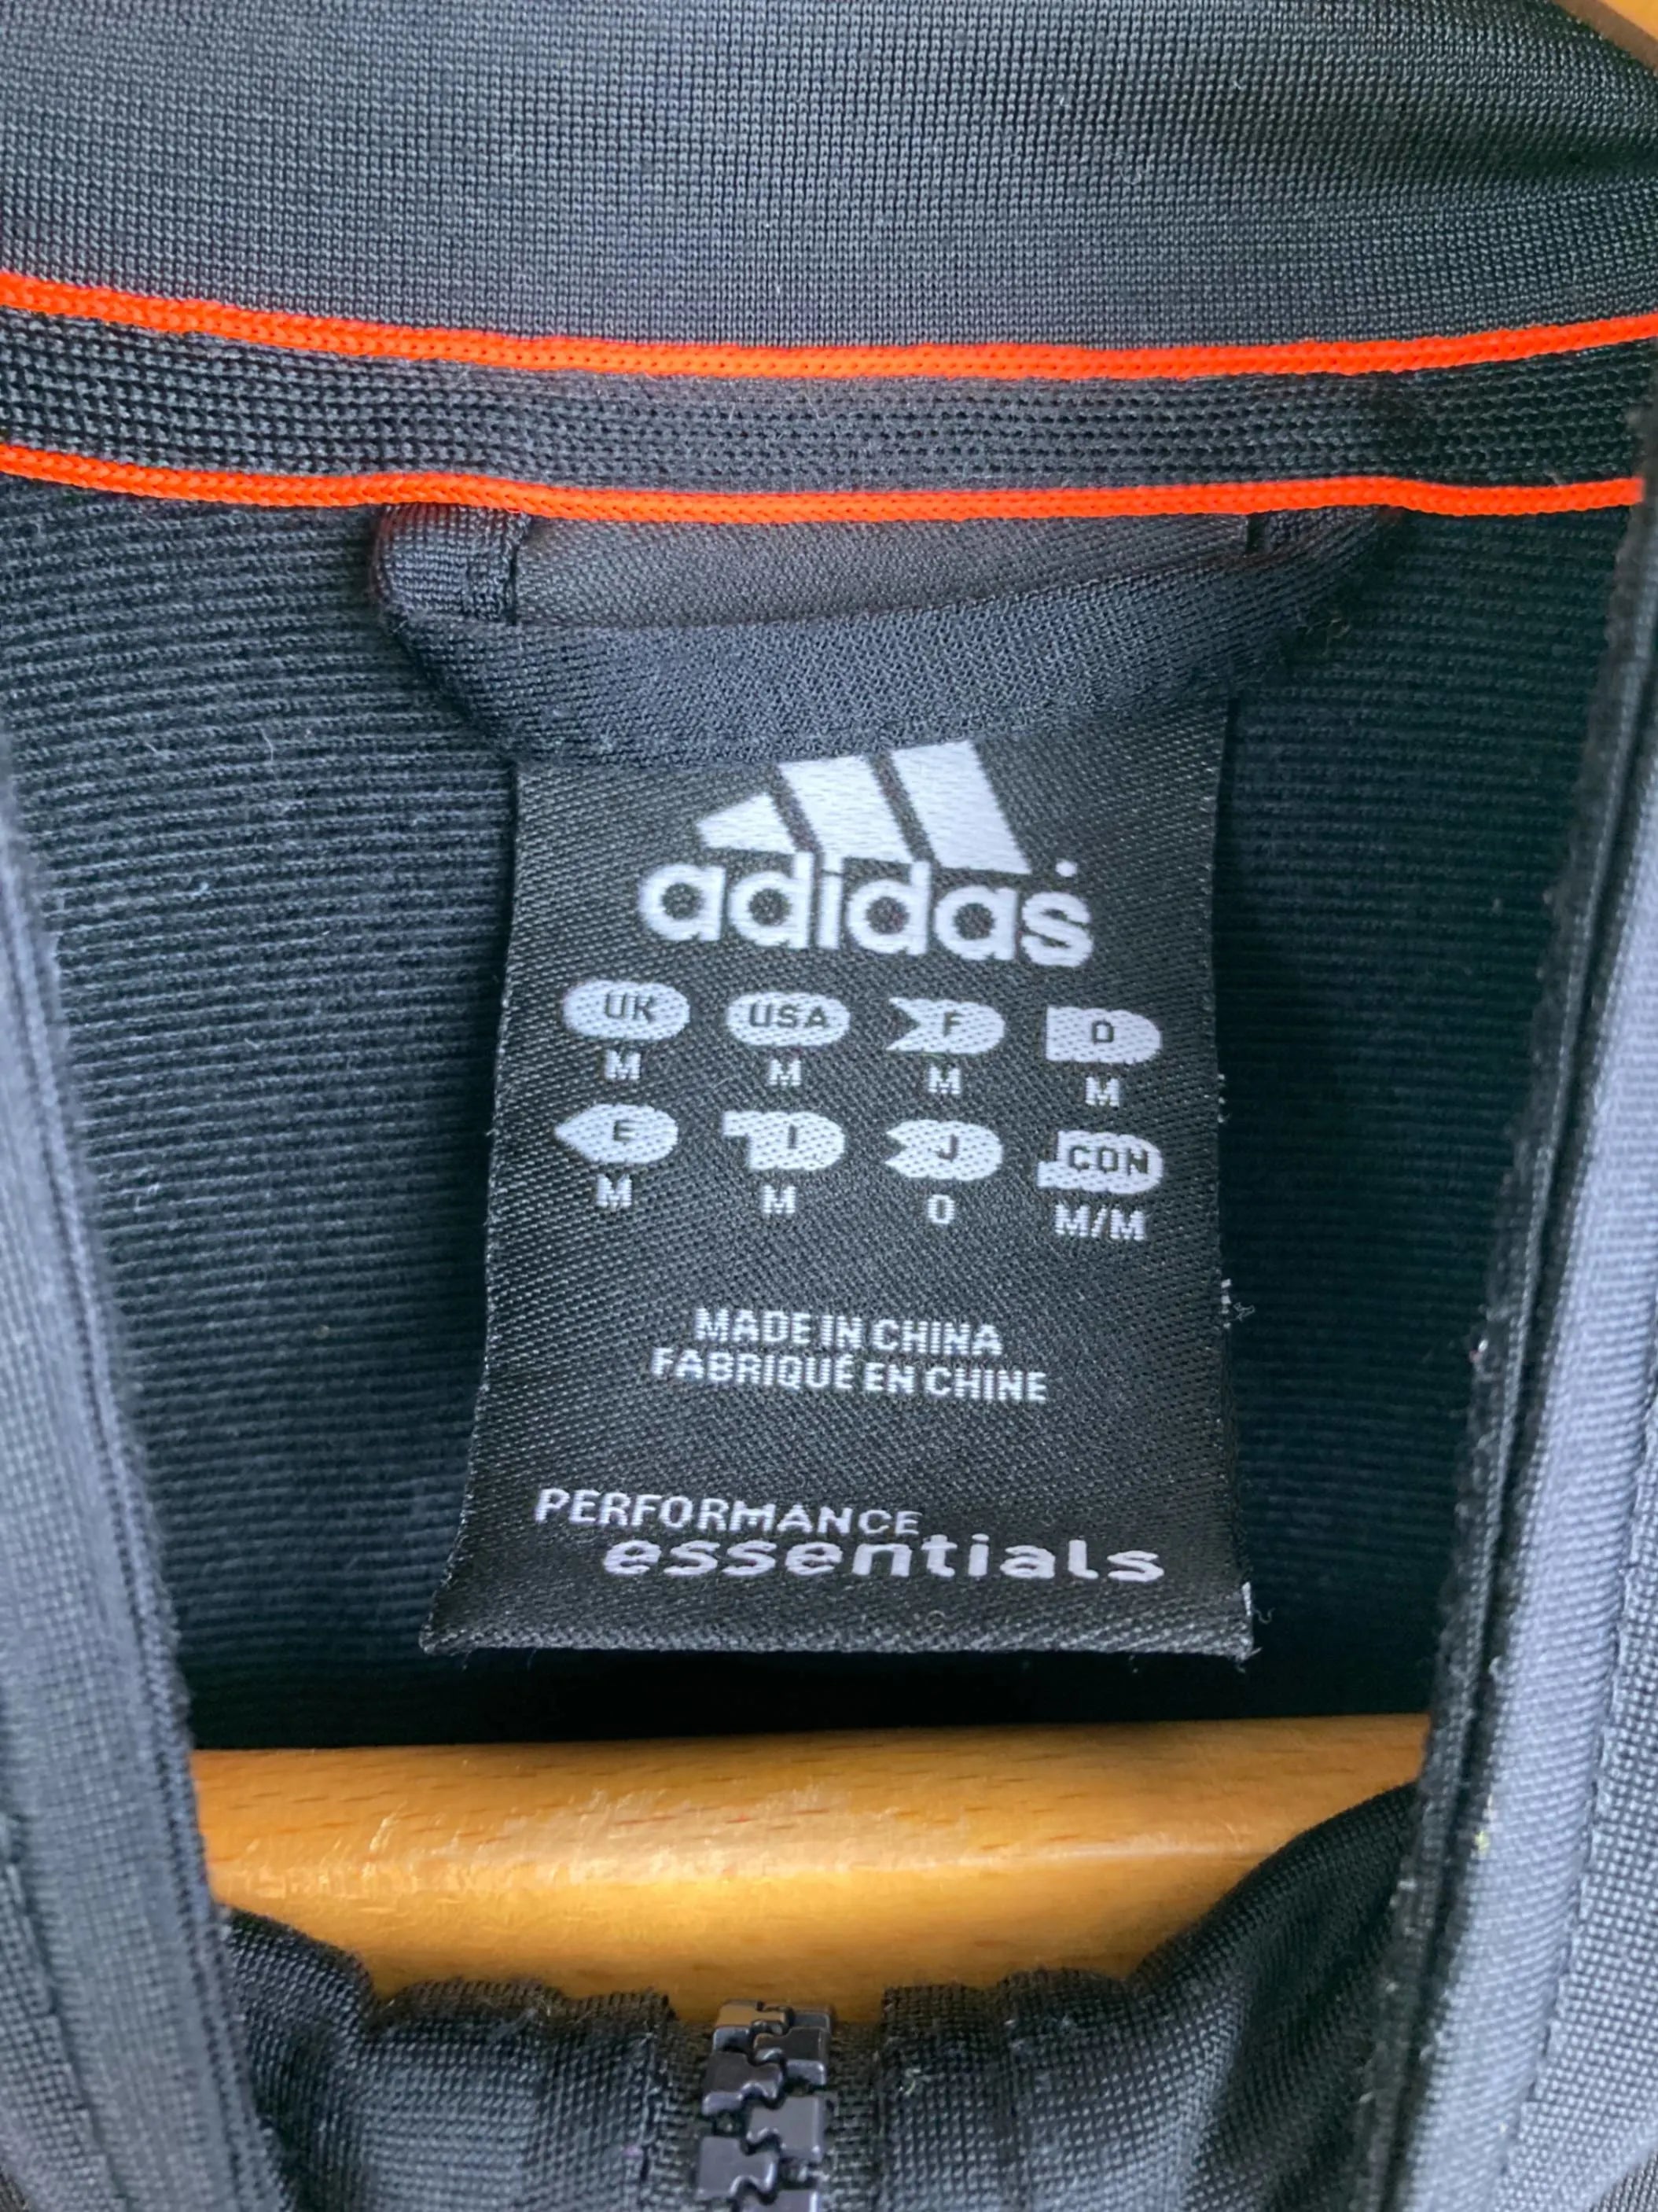 adidas
UK USA F D
M M M M
E I J CON
M M O M/M
MADE IN CHINA
FABRIQUÉ EN CHINE
PERFORMANCE
essentials